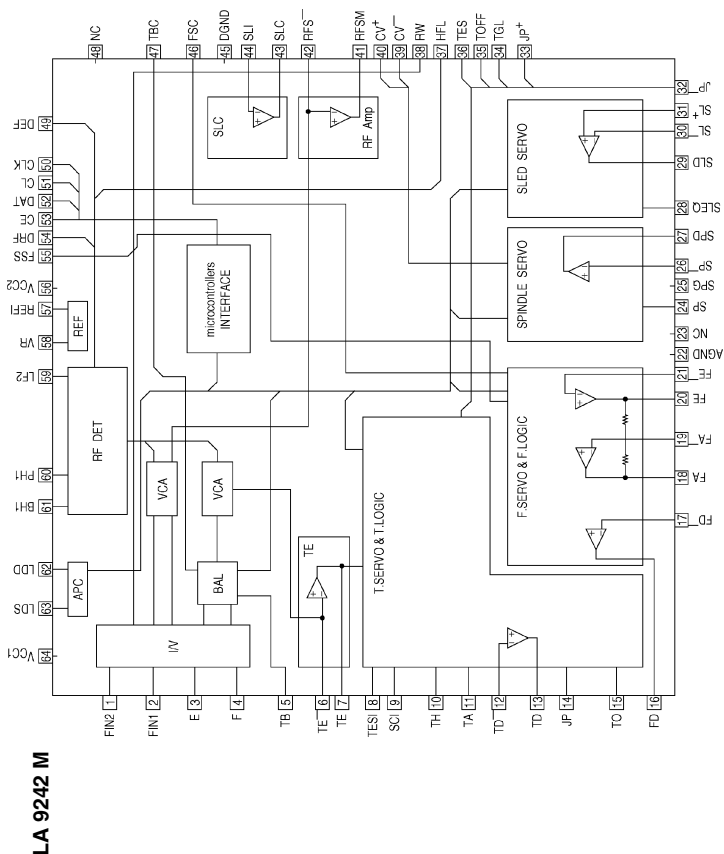 48 NC
47 TBC
46 FSC
45 DGND
44 SLI
43 SLC
42 RFS−
41 RFSM
40 CV+
39 CV−
38 RW
37 HFL
36 TES
35 TOFF
34 TGL
33 JP+
DEF 49
CLK 50
CL 51
DAT 52
CE 53
DRF 54
FSS 55
VCC2 56
REFI 57
VR 58
LF2 59
PH1 60
BH1 61
LDD 62
LDS 63
VCC1 64
32 JP−
31 SL+
30 SL−
29 SLD
28 SLEQ
27 SPD
26 SP−
25 SPG
24 SP
23 NC
22 AGND
21 FE−
20 FE
19 FA−
18 FA
17 FD−
SLC
+ −
RF Amp
+ −
SLED SERVO
+ −
SPINDLE SERVO
+ −
microcontrollers
INTERFACE
REF
RF DET
APC
VCA
VCA
BAL
I/V
TE
+ −
T.SERVO & T.LOGIC
+ −
F.SERVO & F.LOGIC
+ −
+ −
+ −
1 FIN2
2 FIN1
3 E
4 F
5 TB
6 TE−
7 TE
8 TESI
9 SCI
10 TH
11 TA
12 TD−
13 TD
14 JP
15 TO
16 FD
LA 9242 M